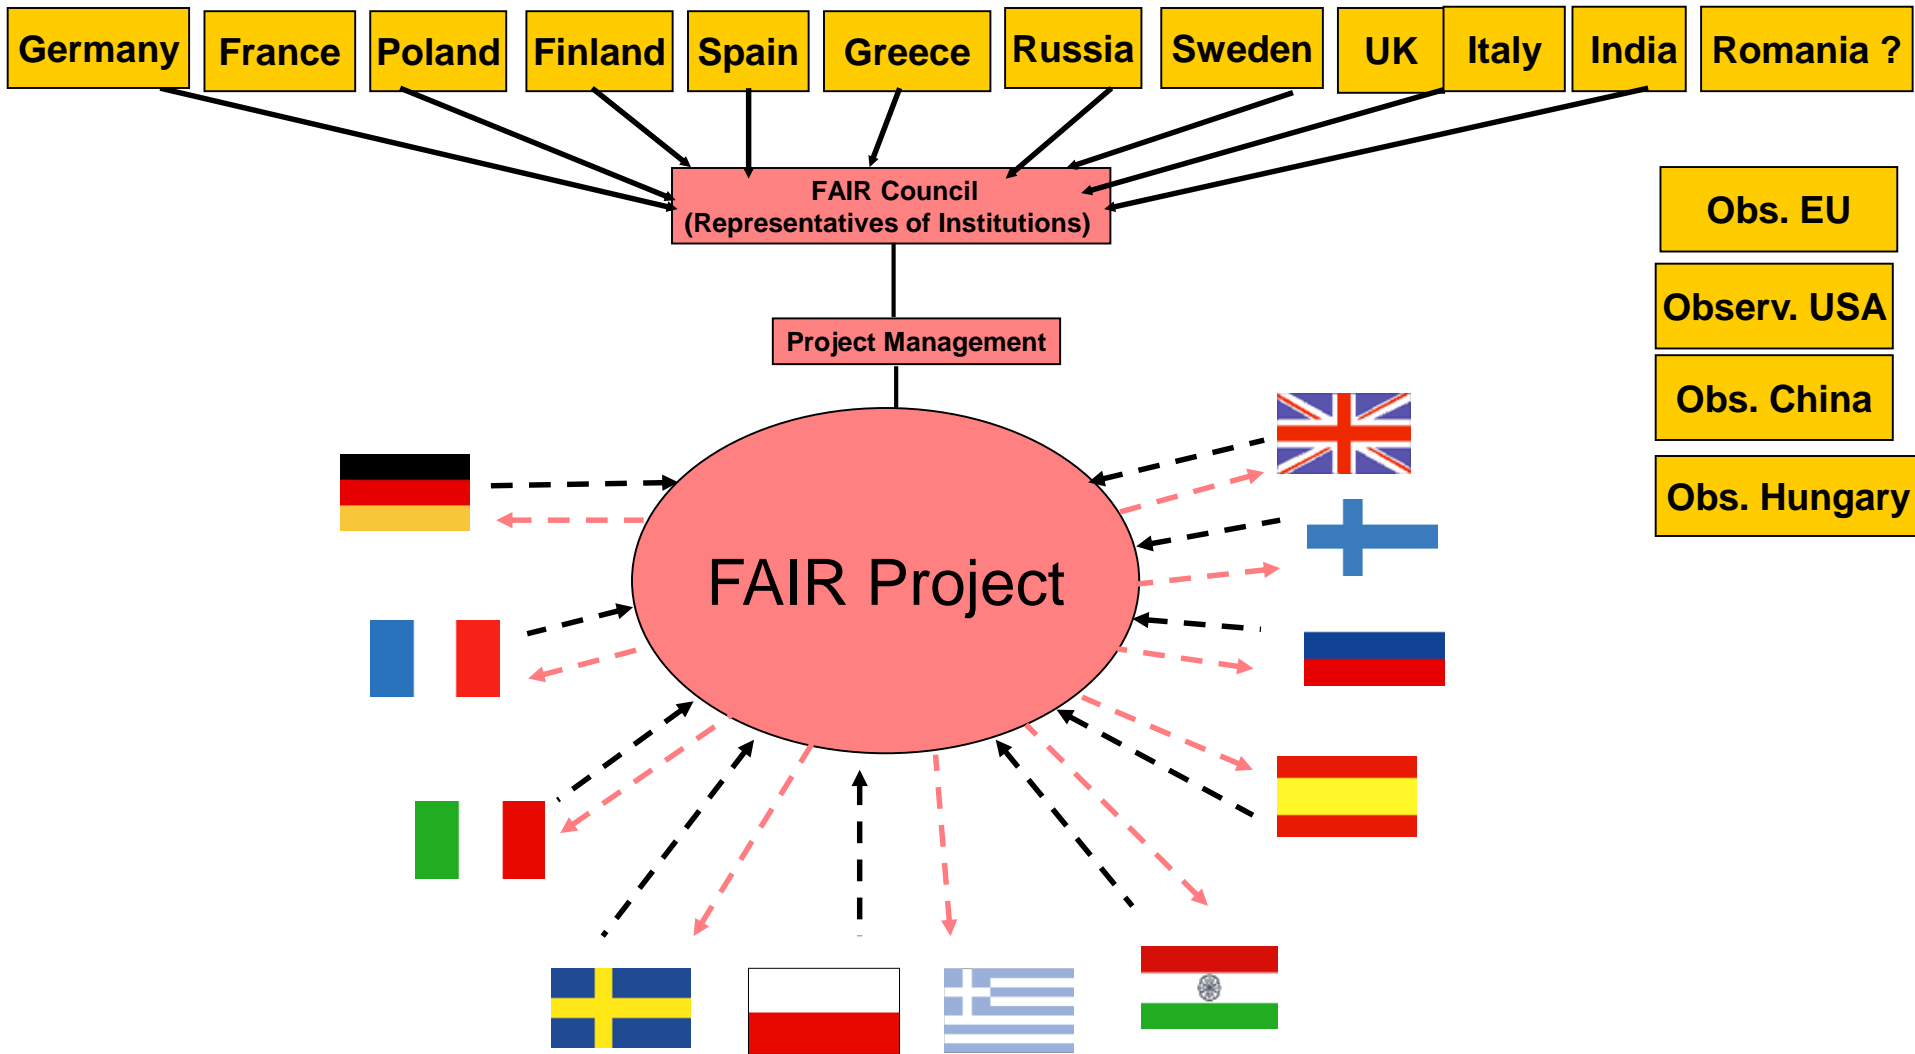 Germany
France
Poland
Finland
Spain
Greece
Russia
Sweden
UK
Italy
India
Romania ?
FAIR Council
(Representatives of Institutions)
Obs. EU
Observ. USA
Project Management
Obs. China
Obs. Hungary
FAIR Project